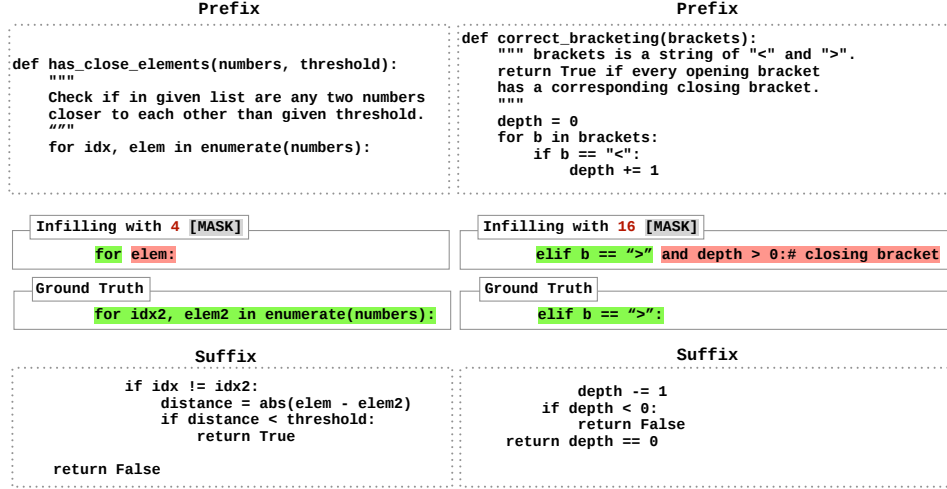 Prefix
def has_close_elements(numbers, threshold):
"""
Check if in given list are any two numbers
closer to each other than given threshold.
“”"
for idx, elem in enumerate(numbers):
Infilling with 4 [MASK]
for elem:
Ground Truth
for idx2, elem2 in enumerate(numbers):
Suffix
if idx != idx2:
distance = abs(elem - elem2)
if distance < threshold:
return True
return False
Prefix
def correct_bracketing(brackets):
""" brackets is a string of "<" and ">".
return True if every opening bracket
has a corresponding closing bracket.
"""
depth = 0
for b in brackets:
if b == "<":
depth += 1
Infilling with 16 [MASK]
elif b == “>” and depth > 0:# closing bracket
Ground Truth
elif b == “>”:
Suffix
depth -= 1
if depth < 0:
return False
return depth == 0